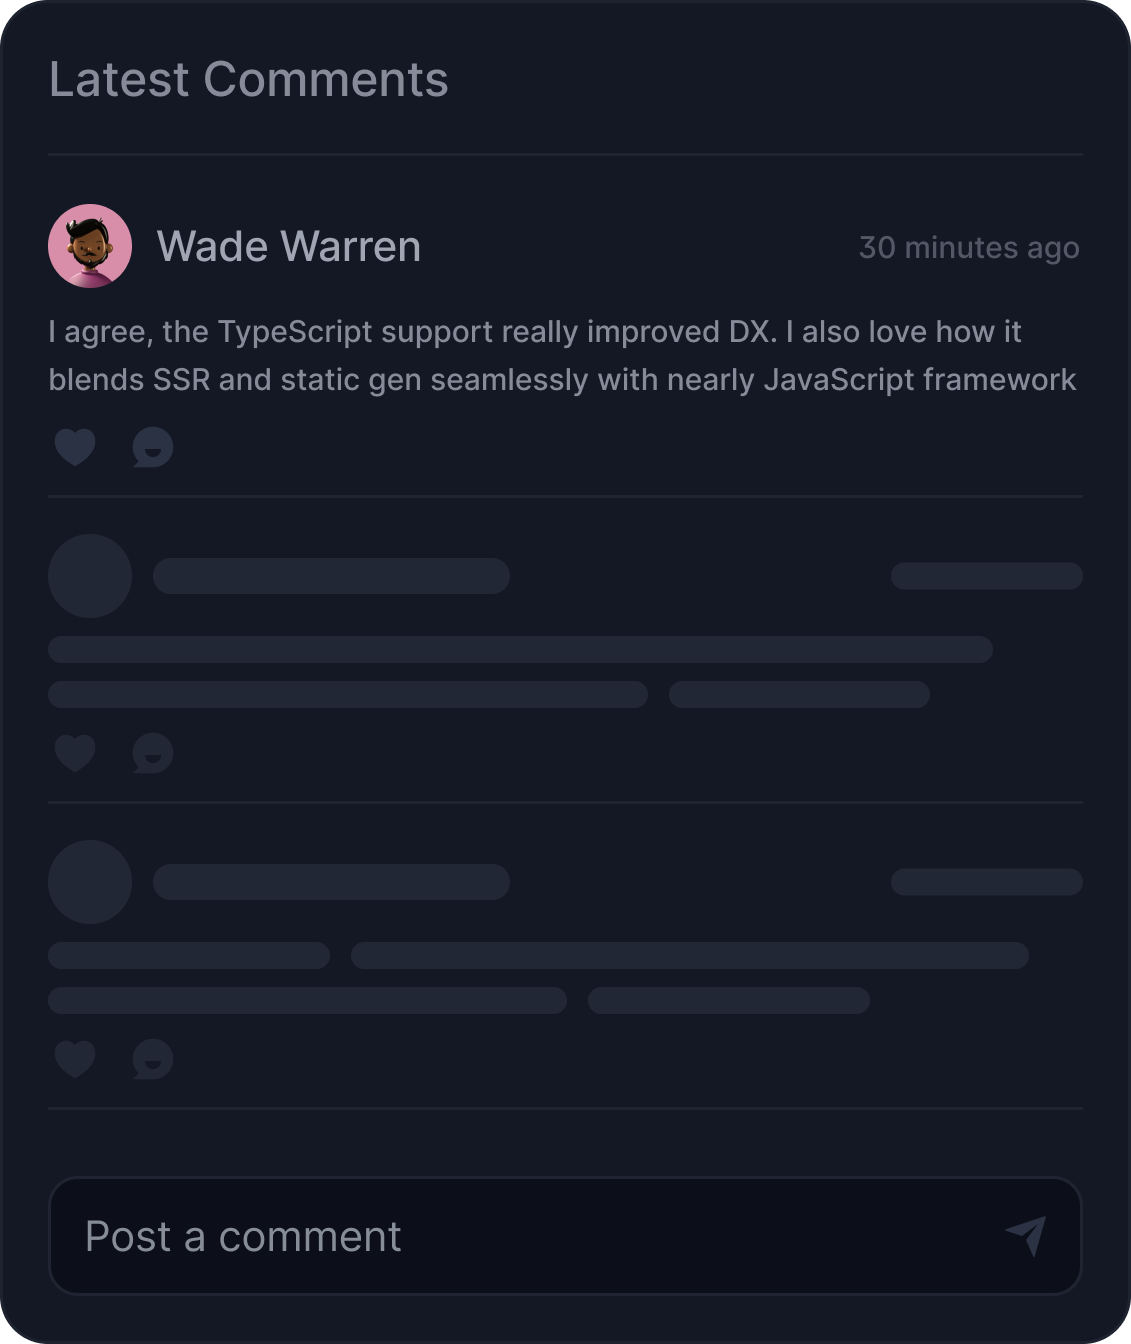 Latest Comments
Wade Warren
30 minutes ago
I agree, the TypeScript support really improved DX. I also love how it
blends SSR and static gen seamlessly with nearly JavaScript framework
Post a comment